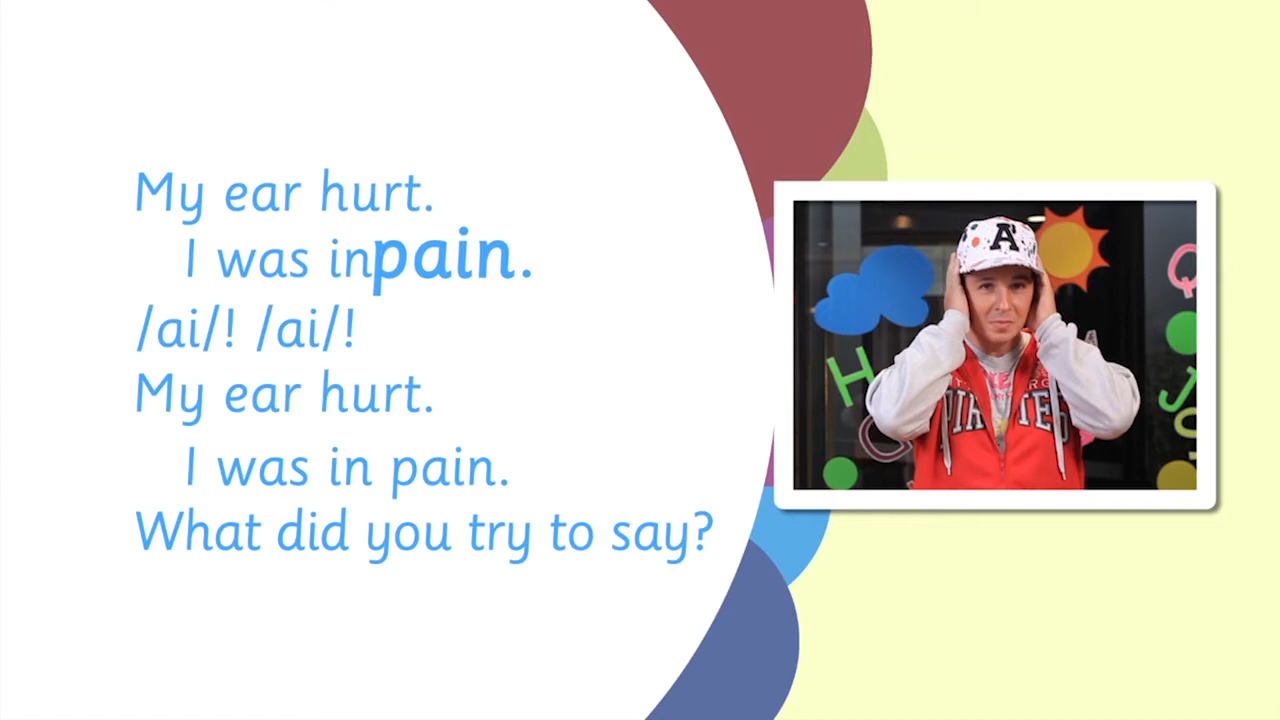 My ear hurt.
I was inpain.
/ai/! /ai/!
My ear hurt.
I was in pain.
What did you try to say?
A
H
Q
J
PIRATES